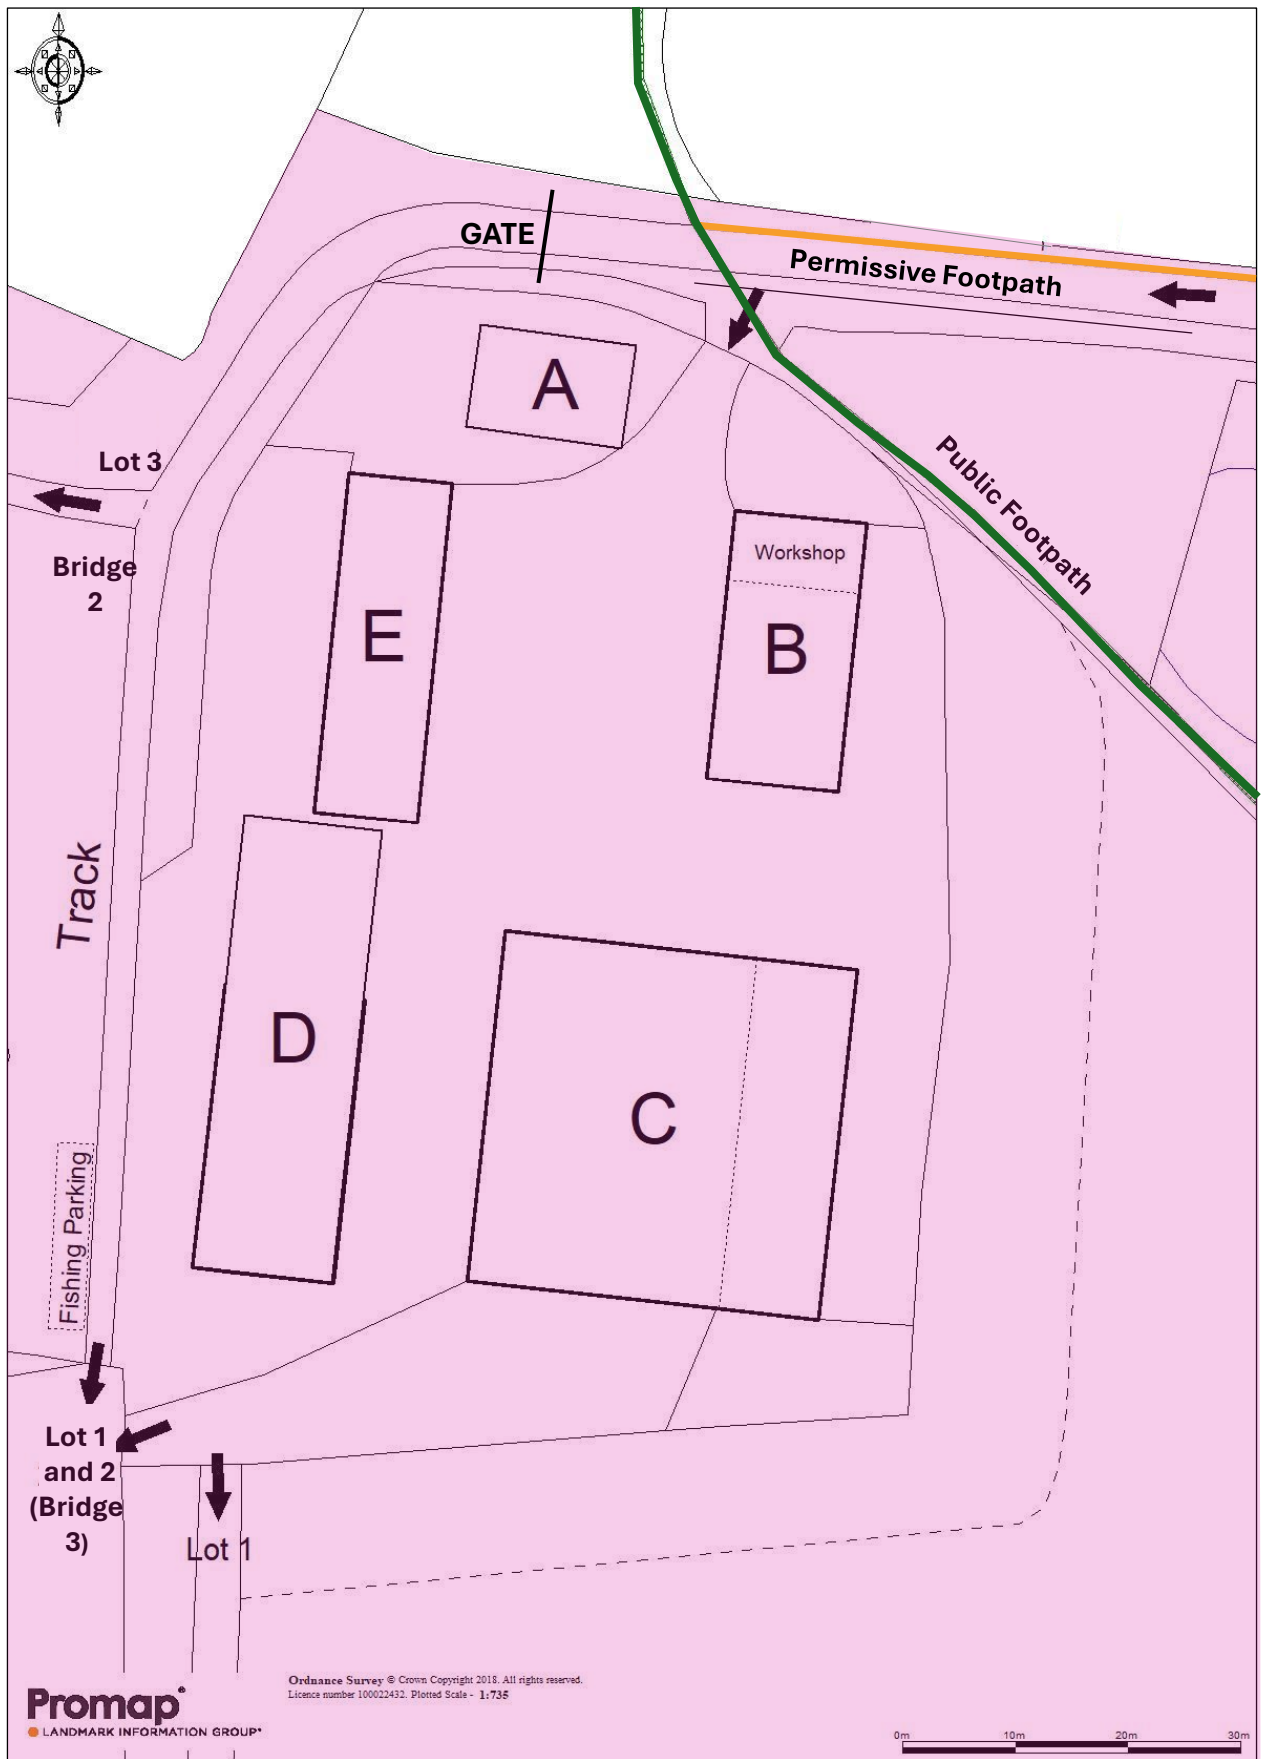 GATE
Permissive Footpath
A
Public Footpath
Lot 3
Workshop
Bridge
2
E
B
Track
D
C
Fishing Parking
Lot 1
and 2
(Bridge
3)
Lot 1
Ordnance Survey © Crown Copyright 2018. All rights reserved.
Licence number 100022432. Plotted Scale - 1:735
Promap®
LANDMARK INFORMATION GROUP®
0m 10m 20m 30m